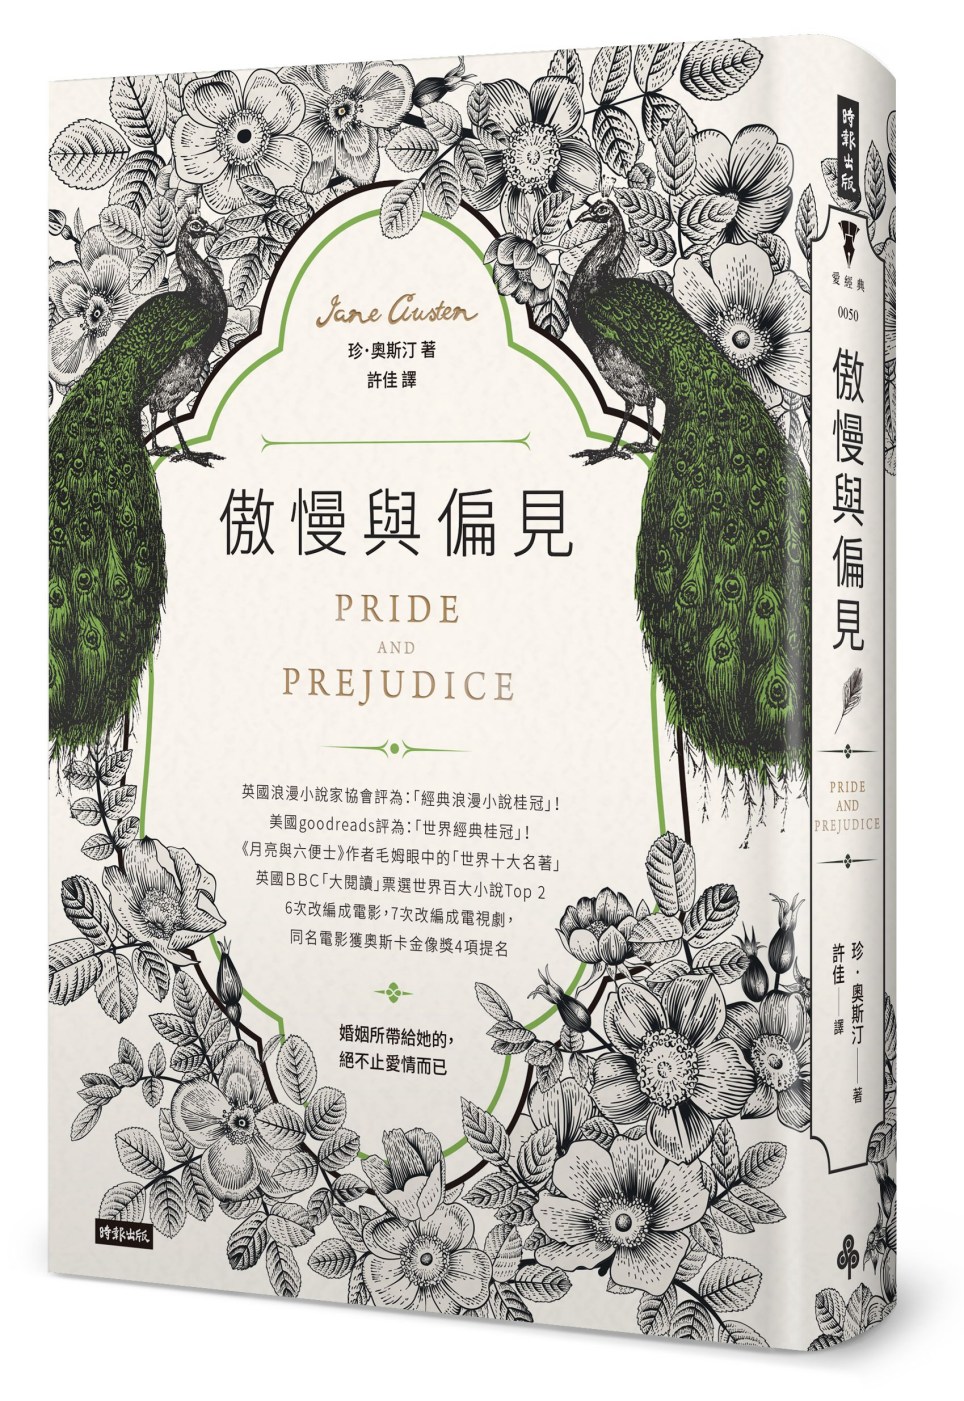 Jane Austen
珍·奧斯汀 著
許佳 譯
傲慢與偏見
PRIDE
AND
PREJUDICE
英國浪漫小說家協會評為:「經典浪漫小說桂冠」!
美國goodreads評為:「世界經典桂冠」!
《月亮與六便士》作者毛姆眼中的「世界十大名著」
英國BBC「大閱讀」票選世界百大小說Top 2
6次改編成電影,7次改編成電視劇,
同名電影獲奧斯卡金像獎4項提名
婚姻所帶給她的,
絕不止愛情而已
時報出版
時報出版
愛經典
0050
傲慢與偏見
PRIDE
AND
PREJUDICE
珍·奧斯汀——著
許佳——譯